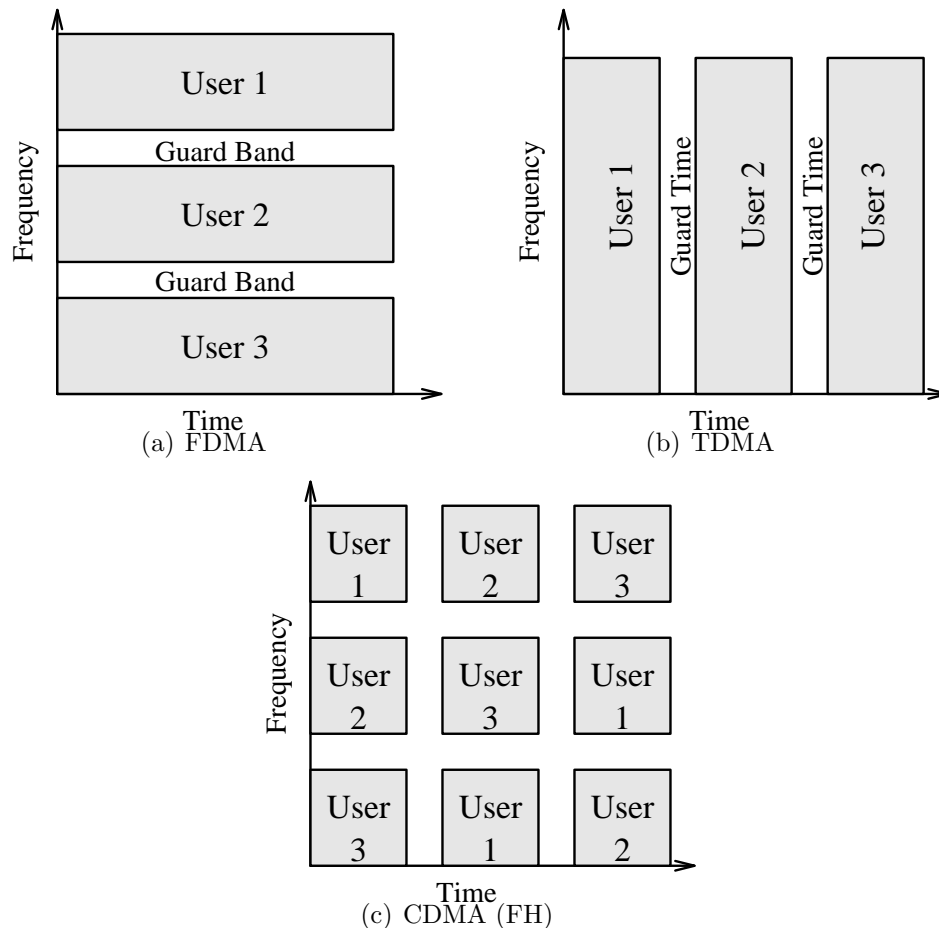 Frequency
User 1
Guard Band
User 2
Guard Band
User 3
Time
(a) FDMA
Frequency
User 1
Guard Time
User 2
Guard Time
User 3
Time
(b) TDMA
Frequency
User
1
User
2
User
3
User
2
User
3
User
1
User
3
User
1
User
2
Time
(c) CDMA (FH)